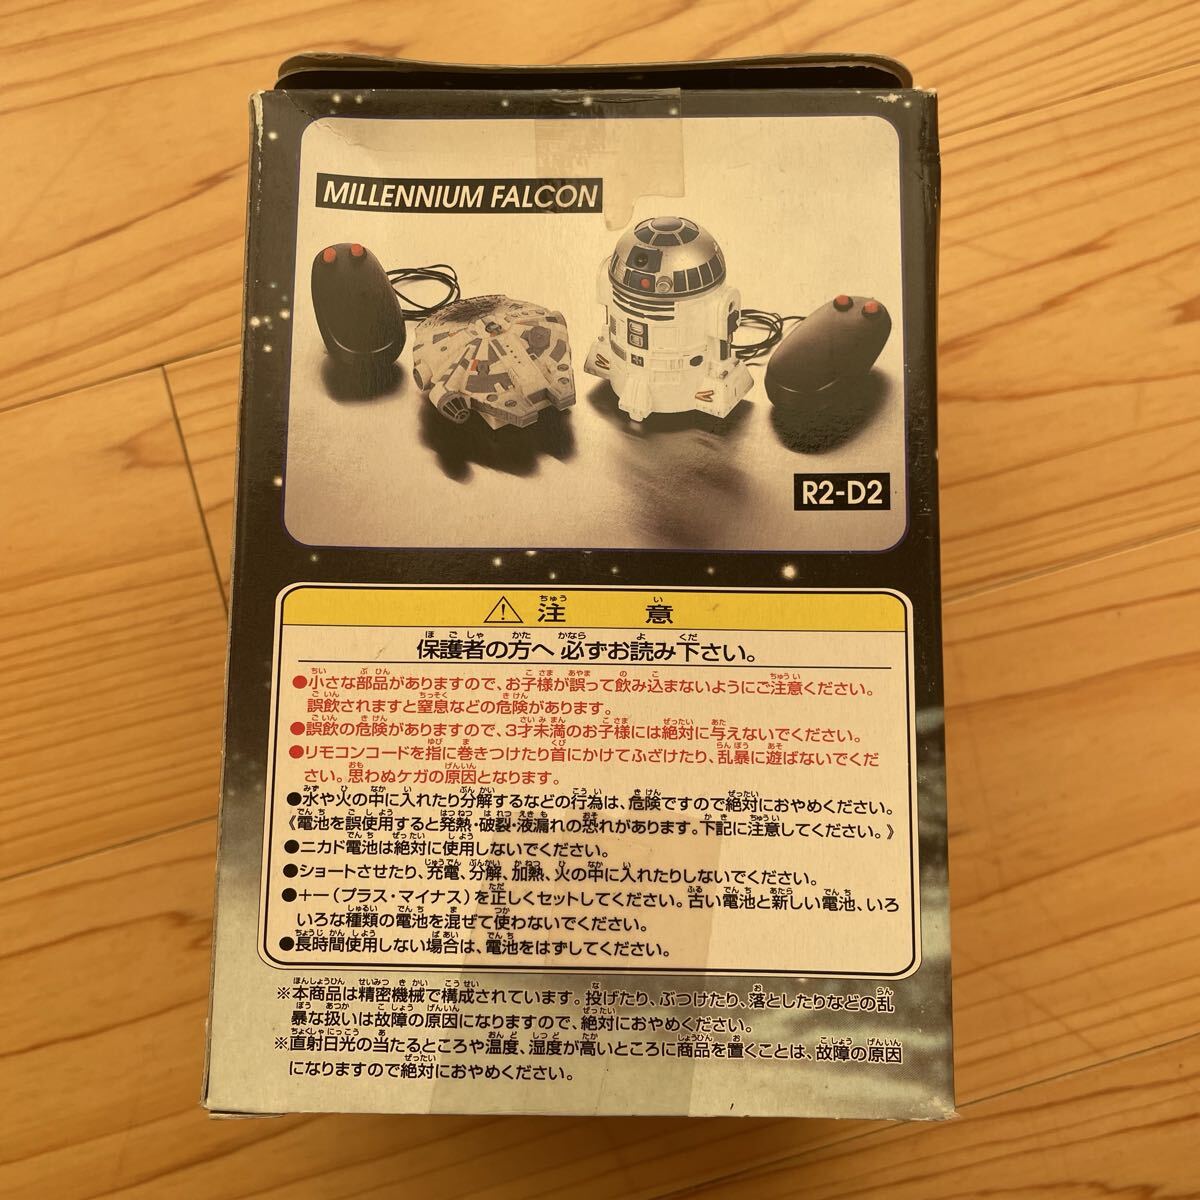 MILLENNIUM FALCON
R2-D2
注意
保護者の方へ 必ずお読み下さい。
●小さな部品がありますので、お子様が誤って飲み込まないようにご注意ください。
誤飲されますと窒息などの危険があります。
●誤飲の危険がありますので、3才未満のお子様には絶対に与えないでください。
●リモコンコードを指に巻きつけたり首にかけてふざけたり、乱暴に遊ばないでくだ
さい。思わぬケガの原因となります。
●水や火の中に入れたり分解するなどの行為は、危険ですので絶対におやめください。
《電池を誤使用すると発熱・破裂・液漏れの恐れがあります。下記に注意してください。》
●ニカド電池は絶対に使用しないでください。
●ショートさせたり、充電、分解、加熱、火の中に入れたりしないでください。
●+ー(プラス・マイナス)を正しくセットしてください。古い電池と新しい電池、いろ
いろな種類の電池を混ぜて使わないでください。
●長時間使用しない場合は、電池をはずしてください。
※本商品は精密機械で構成されています。投げたり、ぶつけたり、落としたりなどの乱
暴な扱いは故障の原因になりますので、絶対におやめください。
※直射日光の当たるところや温度、湿度が高いところに商品を置くことは、故障の原因
になりますので絶対におやめください。